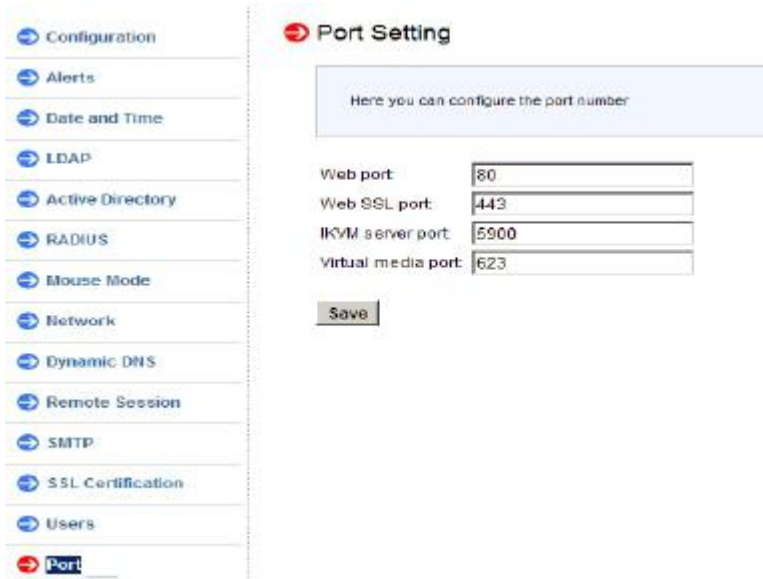 Configuration
Alerts
Date and Time
LDAP
Active Directory
RADIUS
Mouse Mode
Network
Dynamic DNS
Remote Session
SMTP
SSL Certification
Users
Port
Port Setting
Here you can configure the port number
Web port: 80
Web SSL port: 443
IKVM server port: 5900
Virtual media port: 623
Save